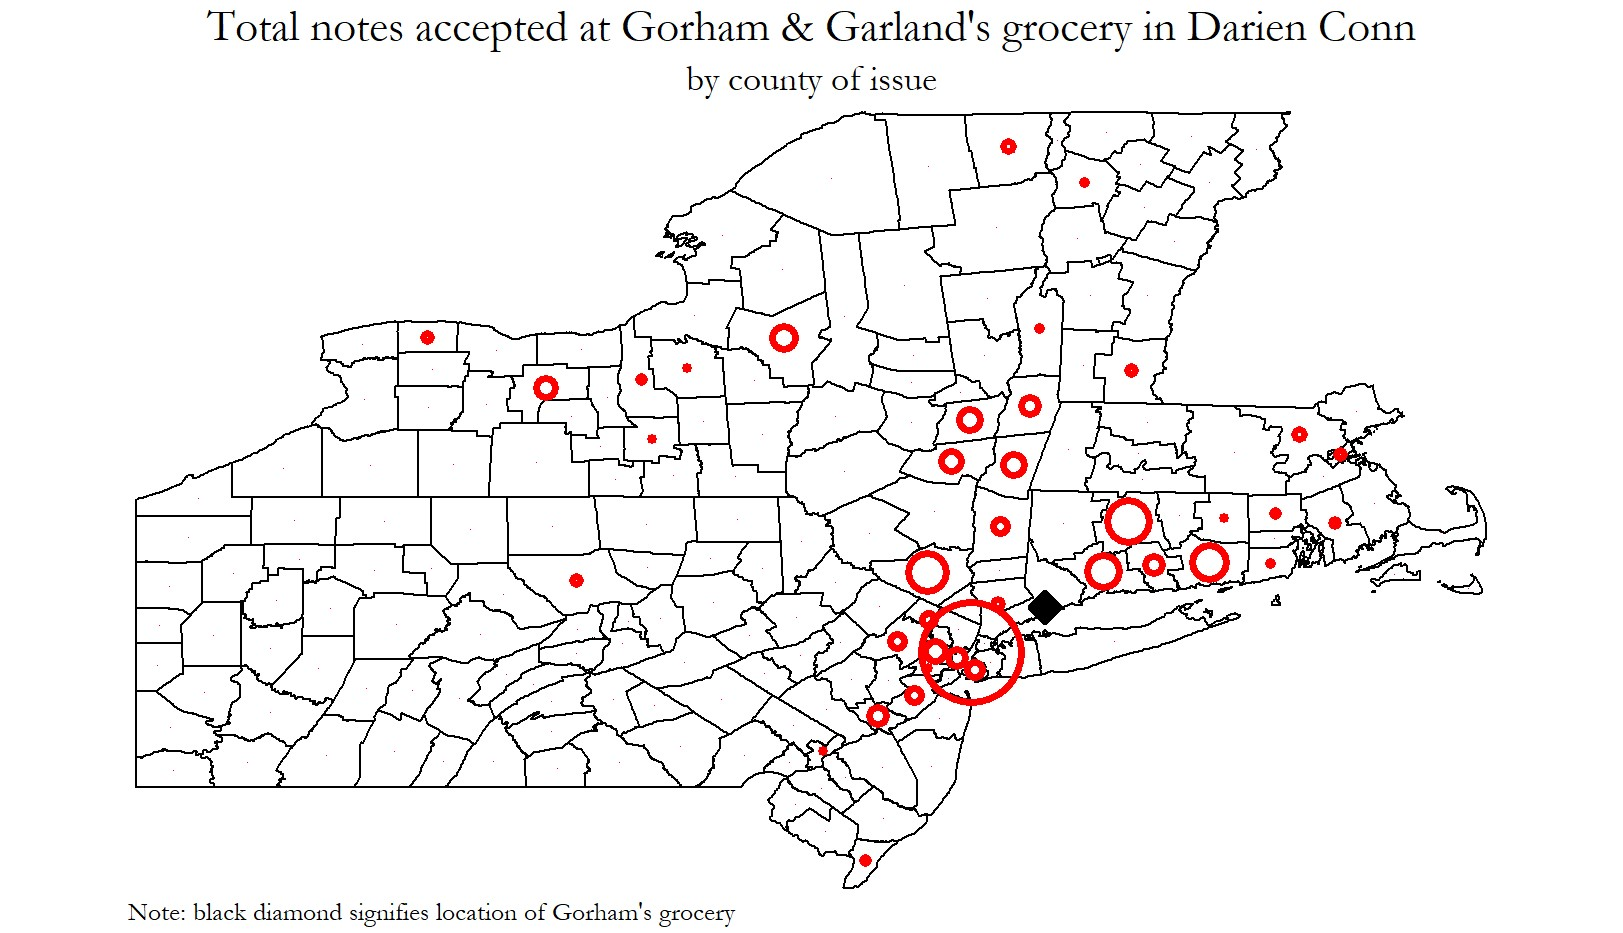 Total notes accepted at Gorham & Garland's grocery in Darien Conn
by county of issue
Note: black diamond signifies location of Gorham's grocery